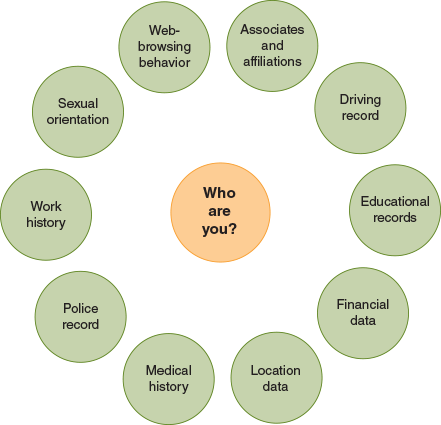 Web-
browsing
behavior
Associates
and
affiliations
Driving
record
Educational
records
Financial
data
Location
data
Medical
history
Police
record
Work
history
Sexual
orientation
Who
are
you?